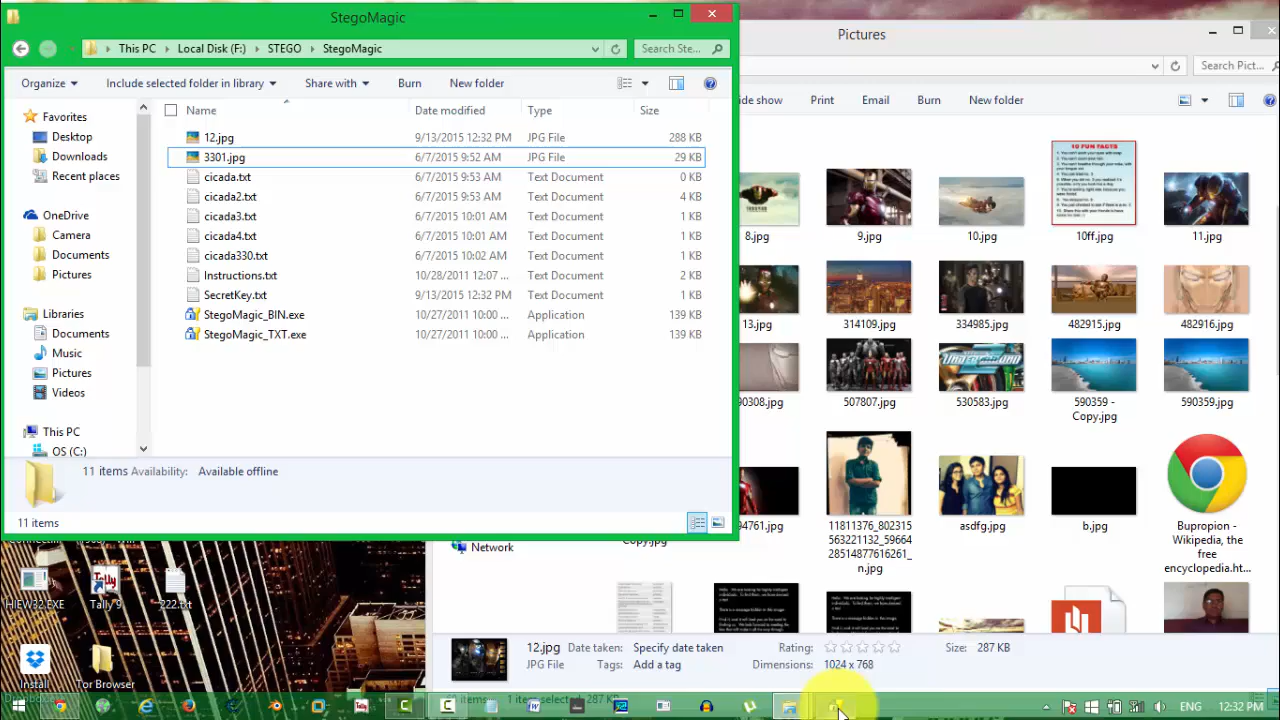 StegoMagic
Pictures
This PC
Local Disk (F:)
STEGO
StegoMagic
Search Ste...
Search Pict...
Organize
Include selected folder in library
Share with
Burn
New folder
Print
Email
Burn
New folder
Favorites
Desktop
Downloads
Recent places
OneDrive
Camera
Documents
Pictures
Libraries
Documents
Music
Pictures
Videos
This PC
OS (C:)
Name Date modified Type Size
12.jpg 9/13/2015 12:32 PM JPG File 288 KB
3301.jpg 6/7/2015 9:52 AM JPG File 29 KB
cicada.txt 6/7/2015 9:53 AM Text Document 0 KB
cicada2.txt 6/7/2015 9:53 AM Text Document 4 KB
cicada3.txt 6/7/2015 10:01 AM Text Document 1 KB
cicada4.txt 6/7/2015 10:01 AM Text Document 1 KB
cicada330.txt 6/7/2015 10:02 AM Text Document 1 KB
Instructions.txt 10/28/2011 12:07 ... Text Document 2 KB
SecretKey.txt 9/13/2015 12:32 PM Text Document 1 KB
StegoMagic_BIN.exe 10/27/2011 10:00 ... Application 139 KB
StegoMagic_TXT.exe 10/27/2011 10:00 ... Application 139 KB
11 items Availability: Available offline
11 items
10 FUN FACTS
8.jpg 9.jpg 10.jpg 10ff.jpg 11.jpg
13.jpg 314109.jpg 334985.jpg 482915.jpg 482916.jpg
507807.jpg 530583.jpg 590359 - Copy.jpg 590359.jpg
11811376_802315
563221132_59664
28514877616261_
n.jpg
asdfg.jpg
b.jpg
Bupropion -
Wikipedia, the
free
Network
HIEW32.EXE
222.txt
Install
Tor Browser
12.jpg Date taken: Specify date taken Rating: Size: 287 KB
JPG File Tags: Add a tag Dimensions: 1024 x 768
1 item selected 287 KB
ENG 12:32 PM